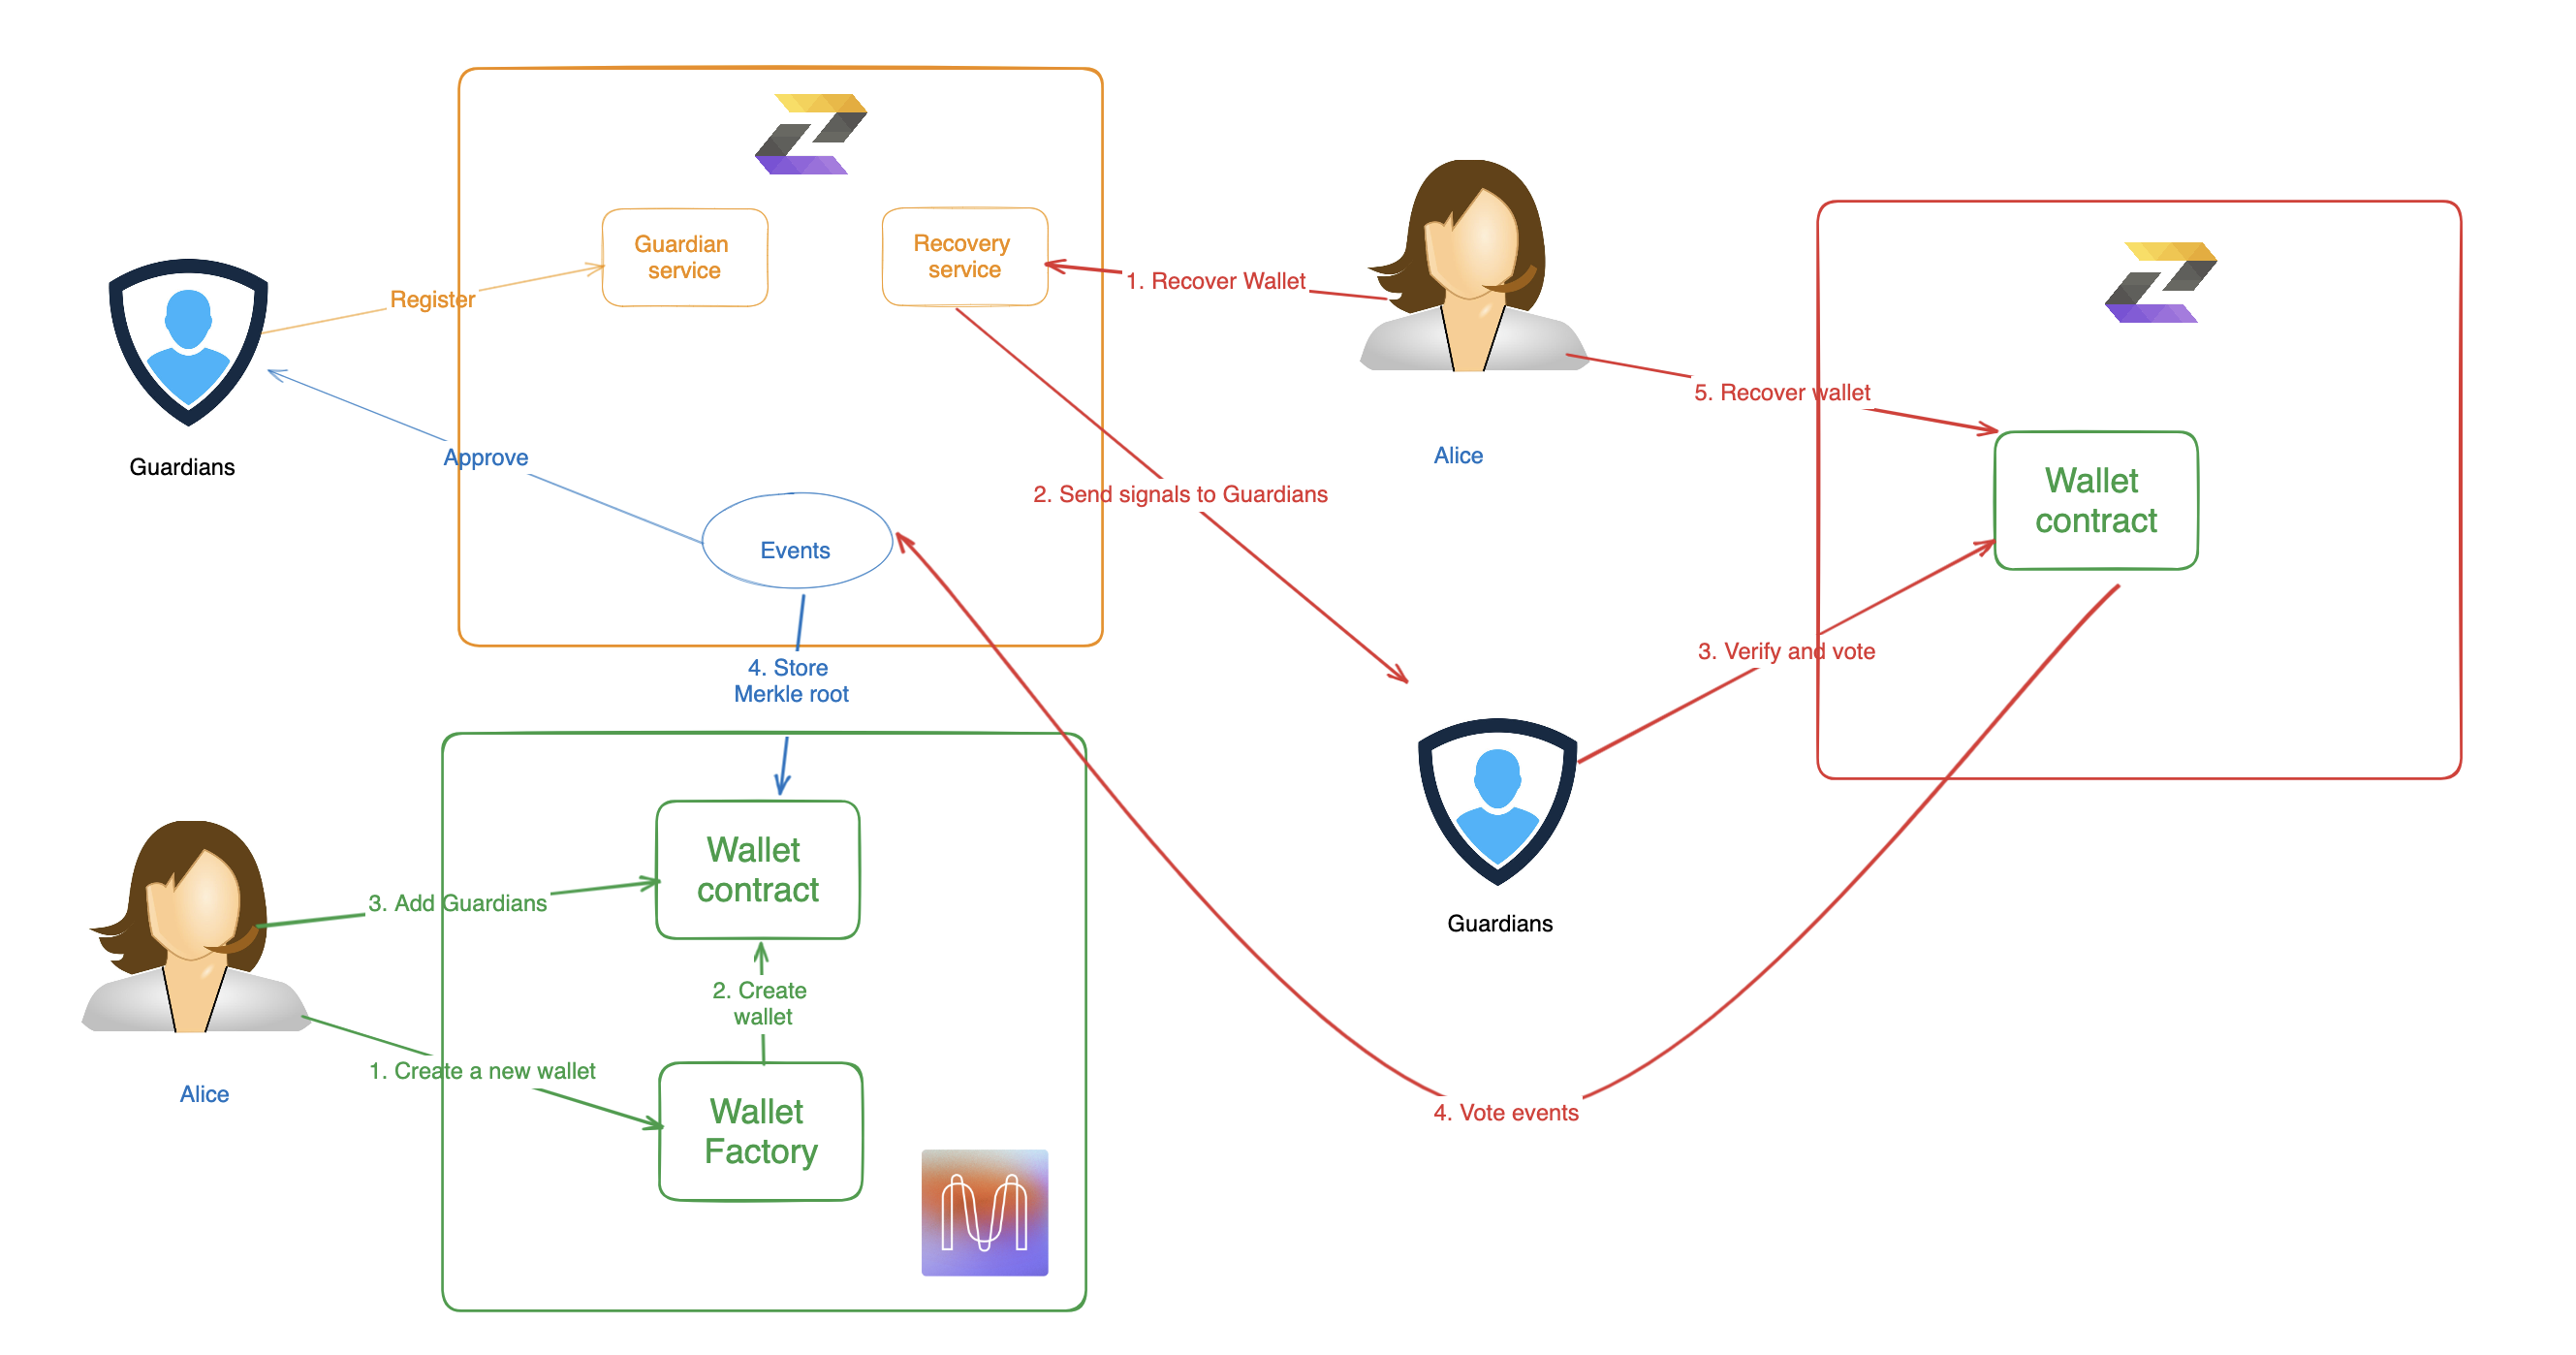 Guardian
service
Recovery
service
Register
1. Recover Wallet
5. Recover wallet
Approve
Guardians
Alice
Wallet
contract
2. Send signals to Guardians
Events
3. Verify and vote
4. Store
Merkle root
Wallet
contract
3. Add Guardians
Guardians
2. Create
wallet
1. Create a new wallet
Alice
Wallet
Factory
4. Vote events